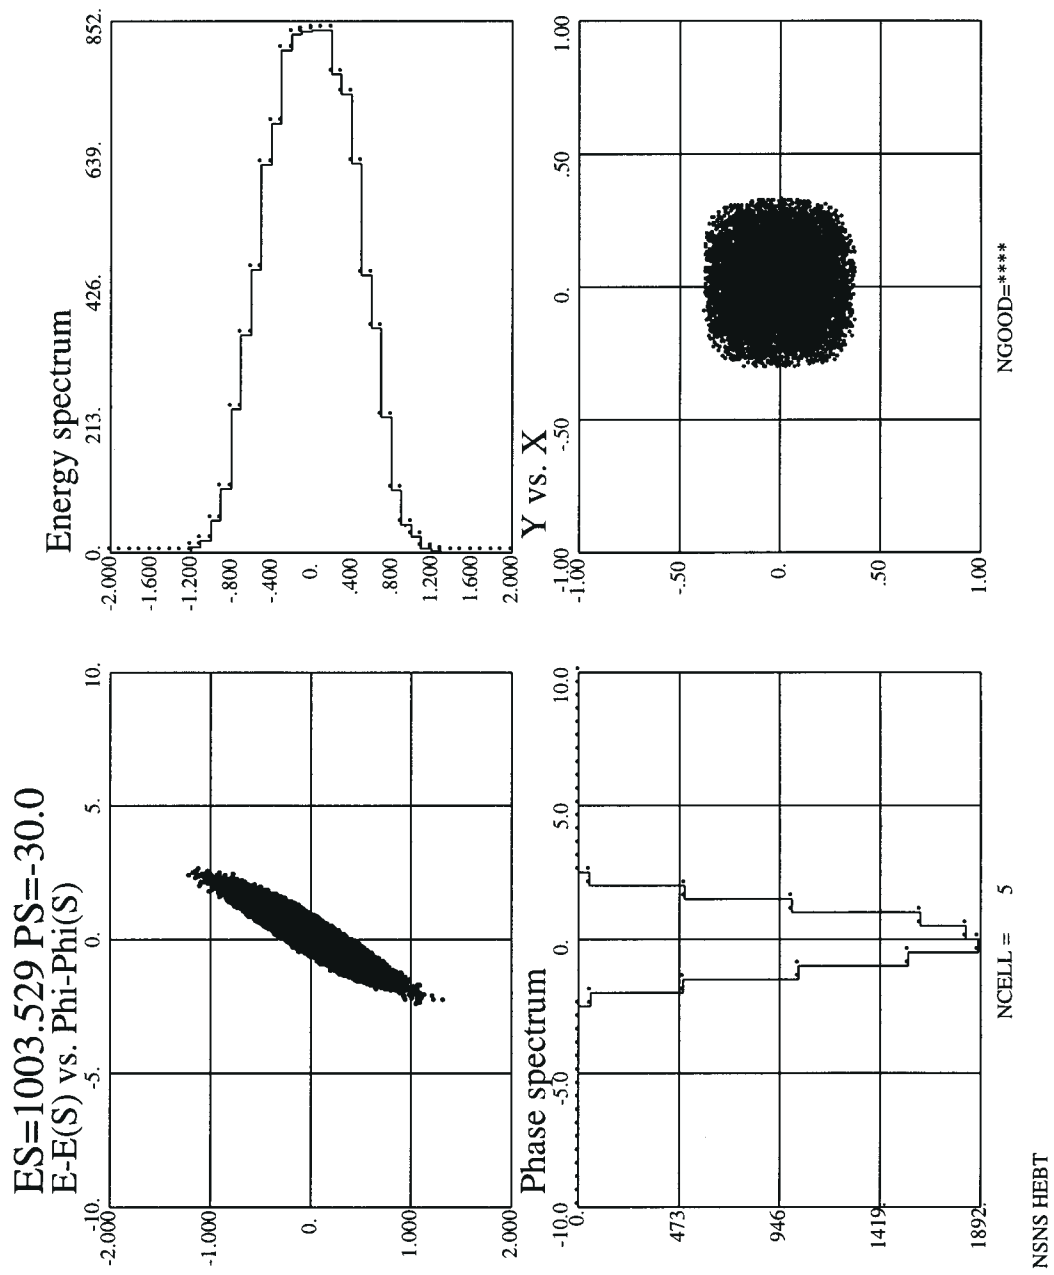 ES=1003.529 PS=-30.0
E-E(S) vs. Phi-Phi(S)
-10. -5. 0. 5. 10.
-2.000
-1.000
0.
1.000
2.000
Energy spectrum
0. 213. 426. 639. 852.
-2.000
-1.600
-1.200
-.800
-.400
0.
.400
.800
1.200
1.600
2.000
Phase spectrum
-10.0 -5.0 0. 5.0 10.0
0.
473.
946.
1419.
1892.
Y vs. X
-1.00 -.50 0. .50 1.00
-1.00
-.50
0.
.50
1.00
NCELL = 5
NGOOD=****
NSNS HEBT